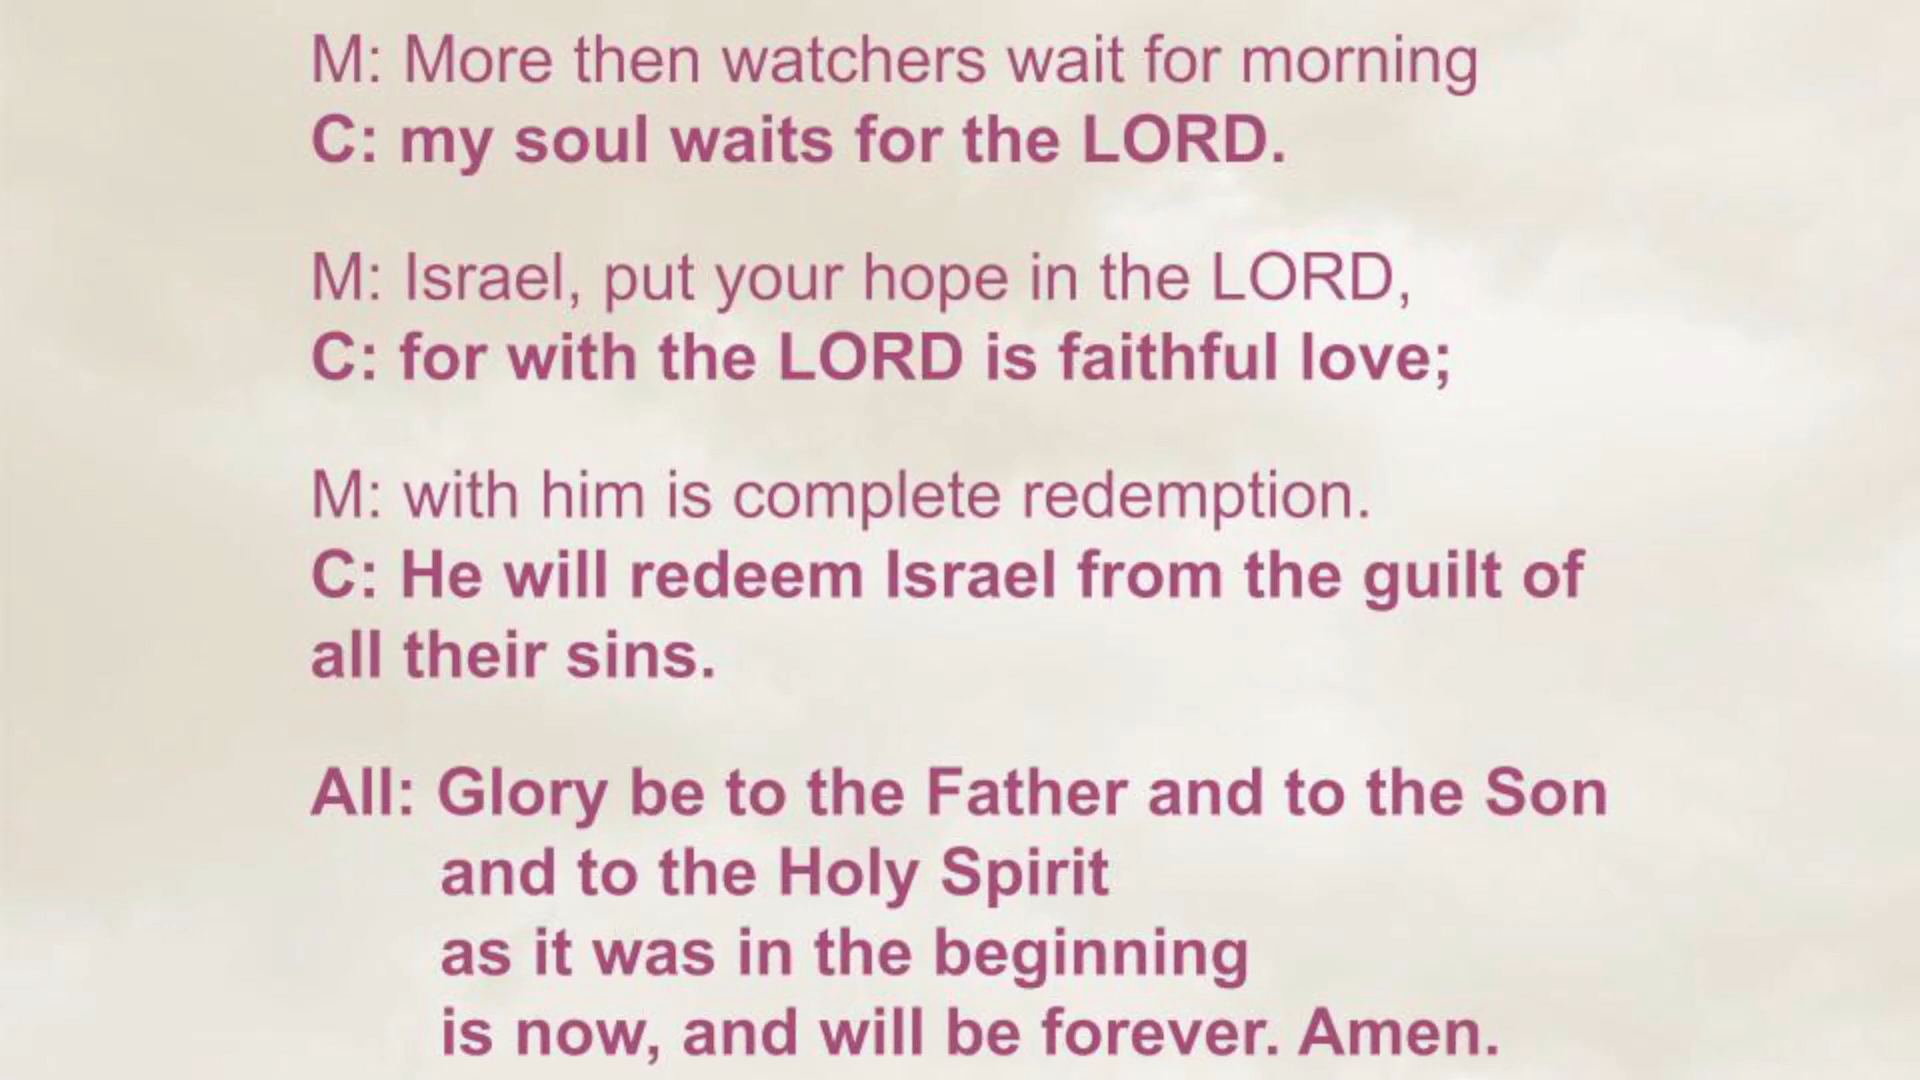 M: More then watchers wait for morning
C: my soul waits for the LORD.
M: Israel, put your hope in the LORD,
C: for with the LORD is faithful love;
M: with him is complete redemption.
C: He will redeem Israel from the guilt of
all their sins.
All: Glory be to the Father and to the Son
and to the Holy Spirit
as it was in the beginning
is now, and will be forever. Amen.